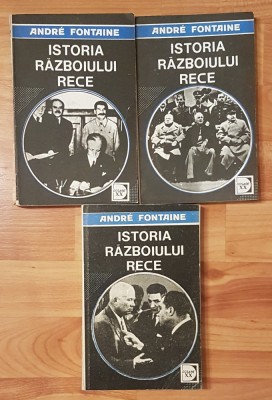 ANDRÉ FONTAINE
ISTORIA
RĂZBOIULUI
RECE
ANDRÉ FONTAINE
ISTORIA
RĂZBOIULUI
RECE
ANDRÉ FONTAINE
ISTORIA
RĂZBOIULUI
RECE